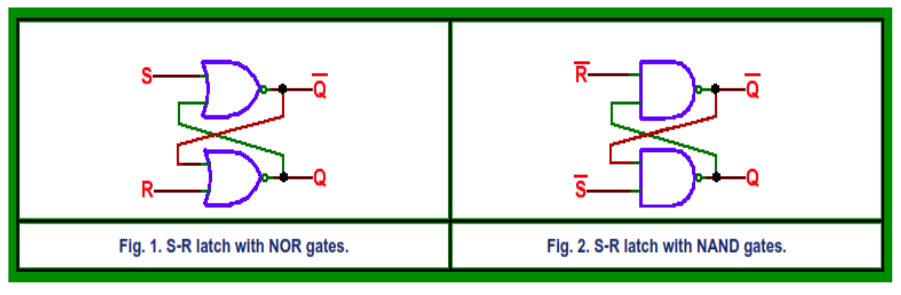 S
Q̅
R
Q
Fig. 1. S-R latch with NOR gates.
R̅
Q̅
S̅
Q
Fig. 2. S-R latch with NAND gates.